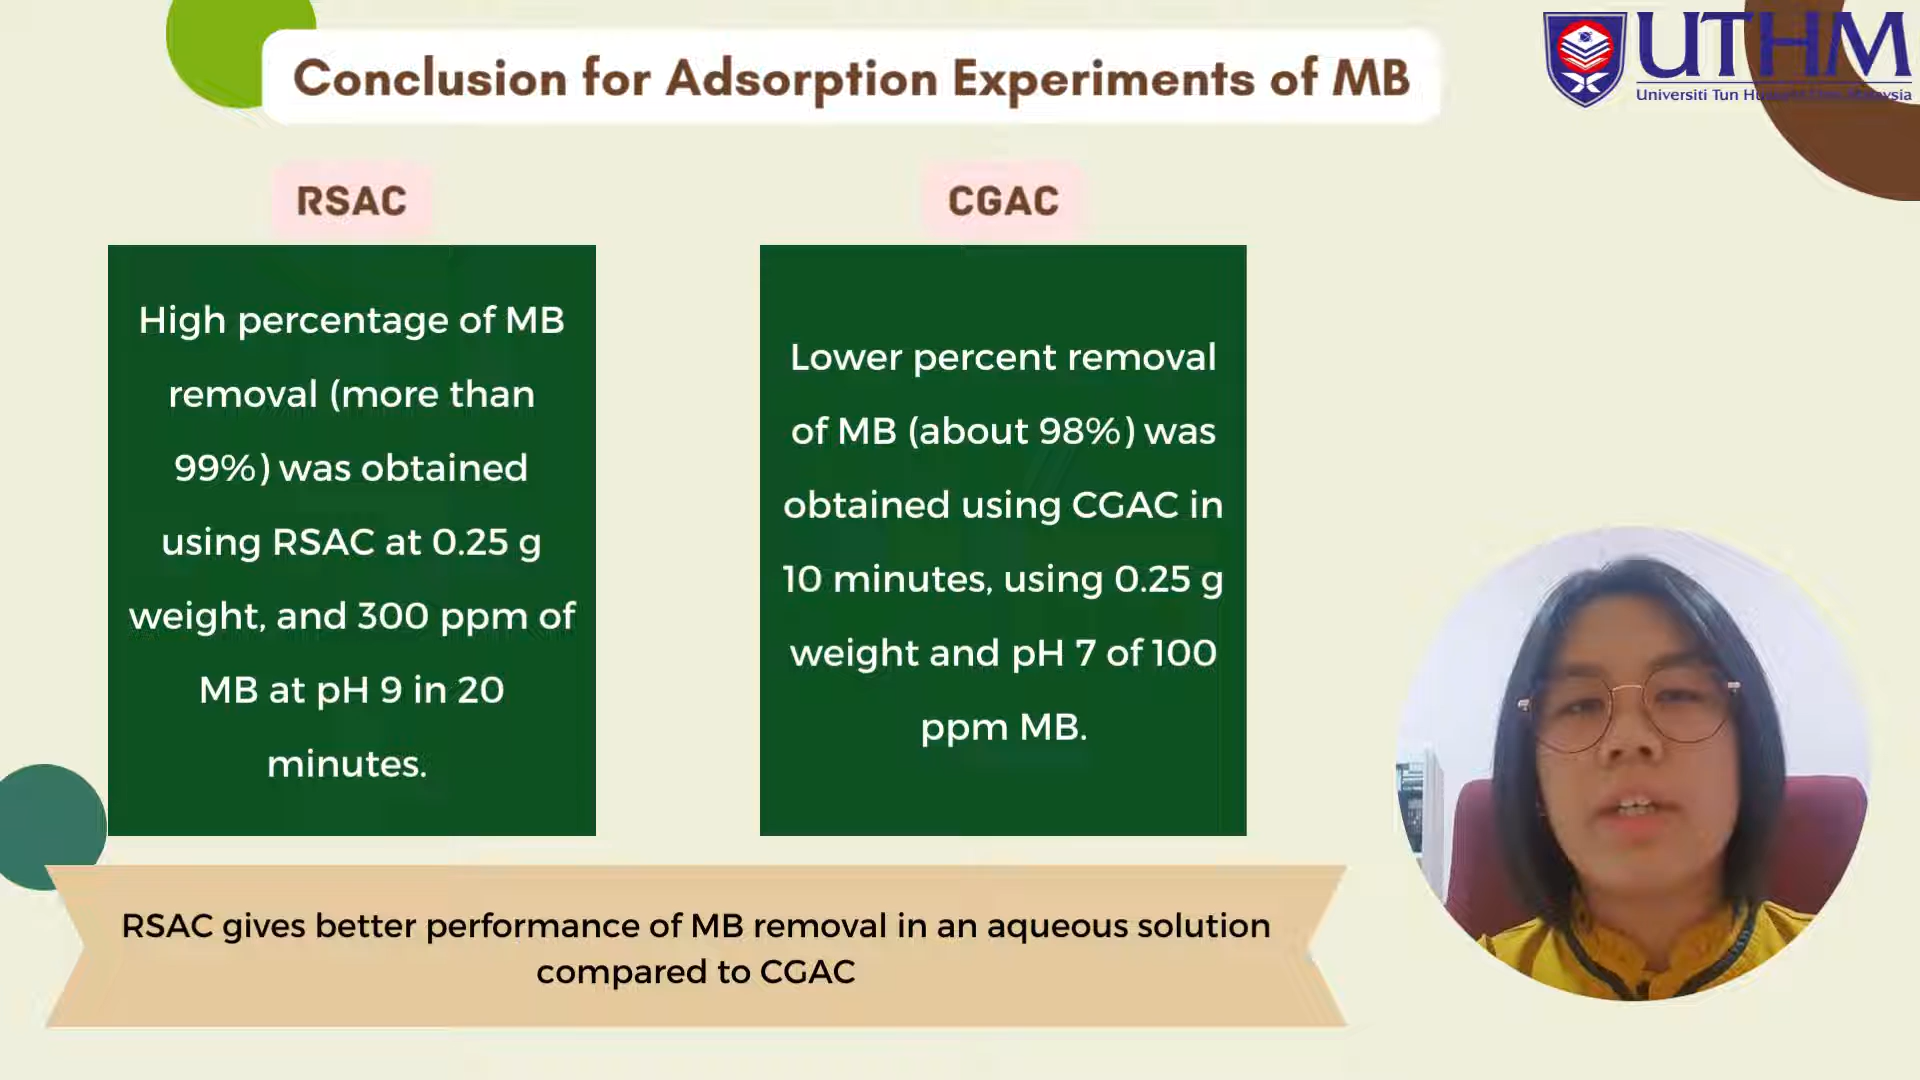 Conclusion for Adsorption Experiments of MB
UTHM
Universiti Tun Hussein Onn Malaysia
RSAC
High percentage of MB
removal (more than
99%) was obtained
using RSAC at 0.25 g
weight, and 300 ppm of
MB at pH 9 in 20
minutes.
CGAC
Lower percent removal
of MB (about 98%) was
obtained using CGAC in
10 minutes, using 0.25 g
weight and pH 7 of 100
ppm MB.
RSAC gives better performance of MB removal in an aqueous solution
compared to CGAC